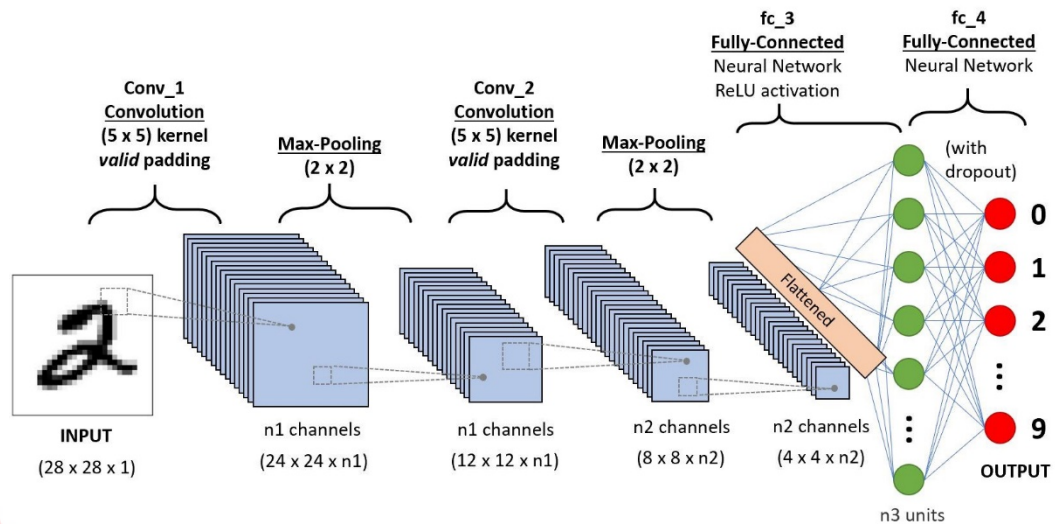 Conv_1
Convolution
(5 x 5) kernel
valid padding
Max-Pooling
(2 x 2)
Conv_2
Convolution
(5 x 5) kernel
valid padding
Max-Pooling
(2 x 2)
fc_3
Fully-Connected
Neural Network
ReLU activation
fc_4
Fully-Connected
Neural Network
(with
dropout)
2
INPUT
(28 x 28 x 1)
n1 channels
(24 x 24 x n1)
n1 channels
(12 x 12 x n1)
n2 channels
(8 x 8 x n2)
n2 channels
(4 x 4 x n2)
Flattened
n3 units
0
1
2
9
OUTPUT